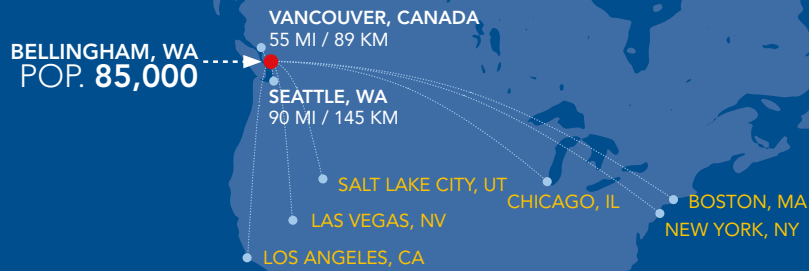 VANCOUVER, CANADA
55 MI / 89 KM
BELLINGHAM, WA
POP. 85,000
SEATTLE, WA
90 MI / 145 KM
SALT LAKE CITY, UT
CHICAGO, IL
BOSTON, MA
LAS VEGAS, NV
NEW YORK, NY
LOS ANGELES, CA